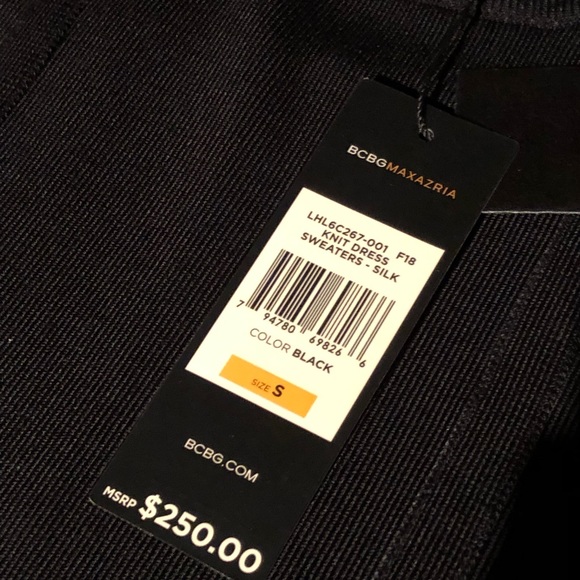 BCBGMAXAZRIA
LHL6C267-001 F18
KNIT DRESS
SWEATERS - SILK
7 94780 69826 6
COLOR BLACK
SIZE S
BCBG.COM
MSRP $250.00